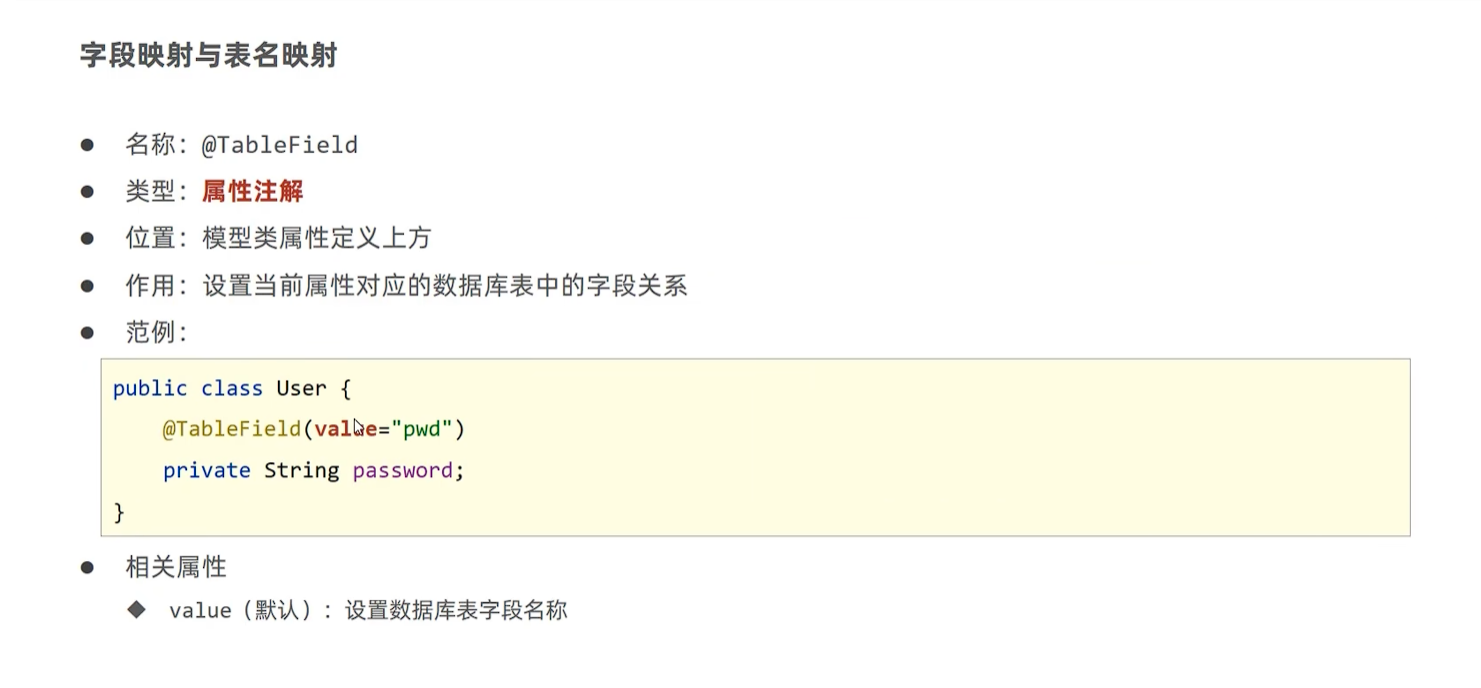 字段映射与表名映射
● 名称：@TableField
● 类型：属性注解
● 位置：模型类属性定义上方
● 作用：设置当前属性对应的数据库表中的字段关系
● 范例：
public class User {
    @TableField(value="pwd")
    private String password;
}
● 相关属性
◆ value（默认）：设置数据库表字段名称